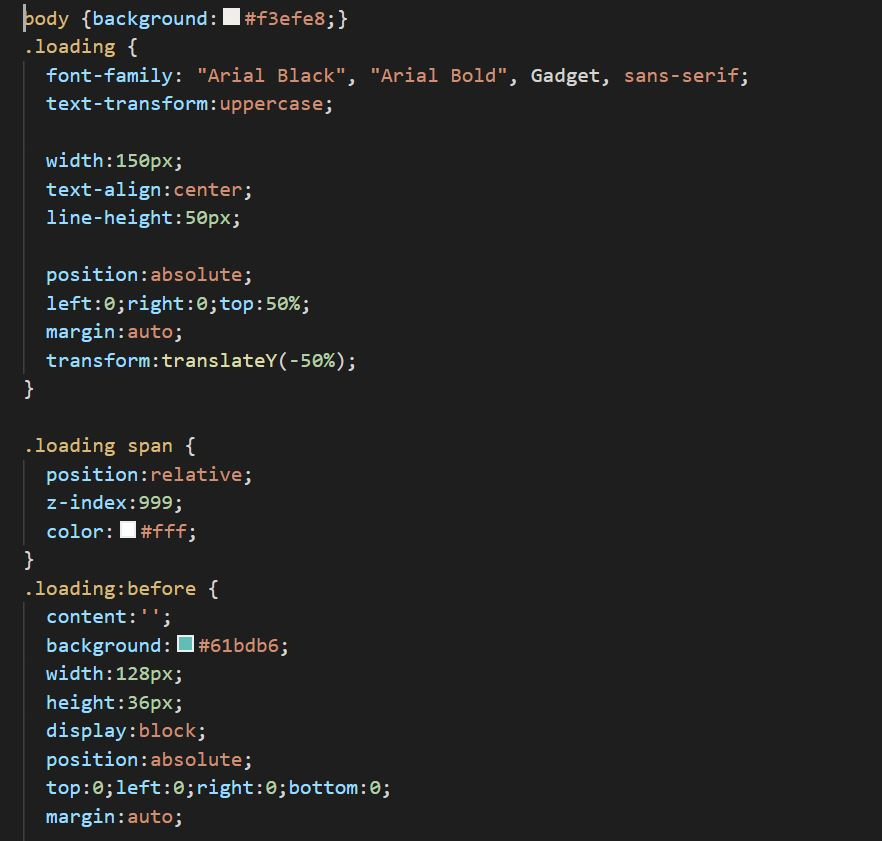 body {background:#f3efe8;}
.loading {
  font-family: "Arial Black", "Arial Bold", Gadget, sans-serif;
  text-transform:uppercase;

  width:150px;
  text-align:center;
  line-height:50px;

  position:absolute;
  left:0;right:0;top:50%;
  margin:auto;
  transform:translateY(-50%);
}

.loading span {
  position:relative;
  z-index:999;
  color:#fff;
}
.loading:before {
  content:'';
  background:#61bdb6;
  width:128px;
  height:36px;
  display:block;
  position:absolute;
  top:0;left:0;right:0;bottom:0;
  margin:auto;